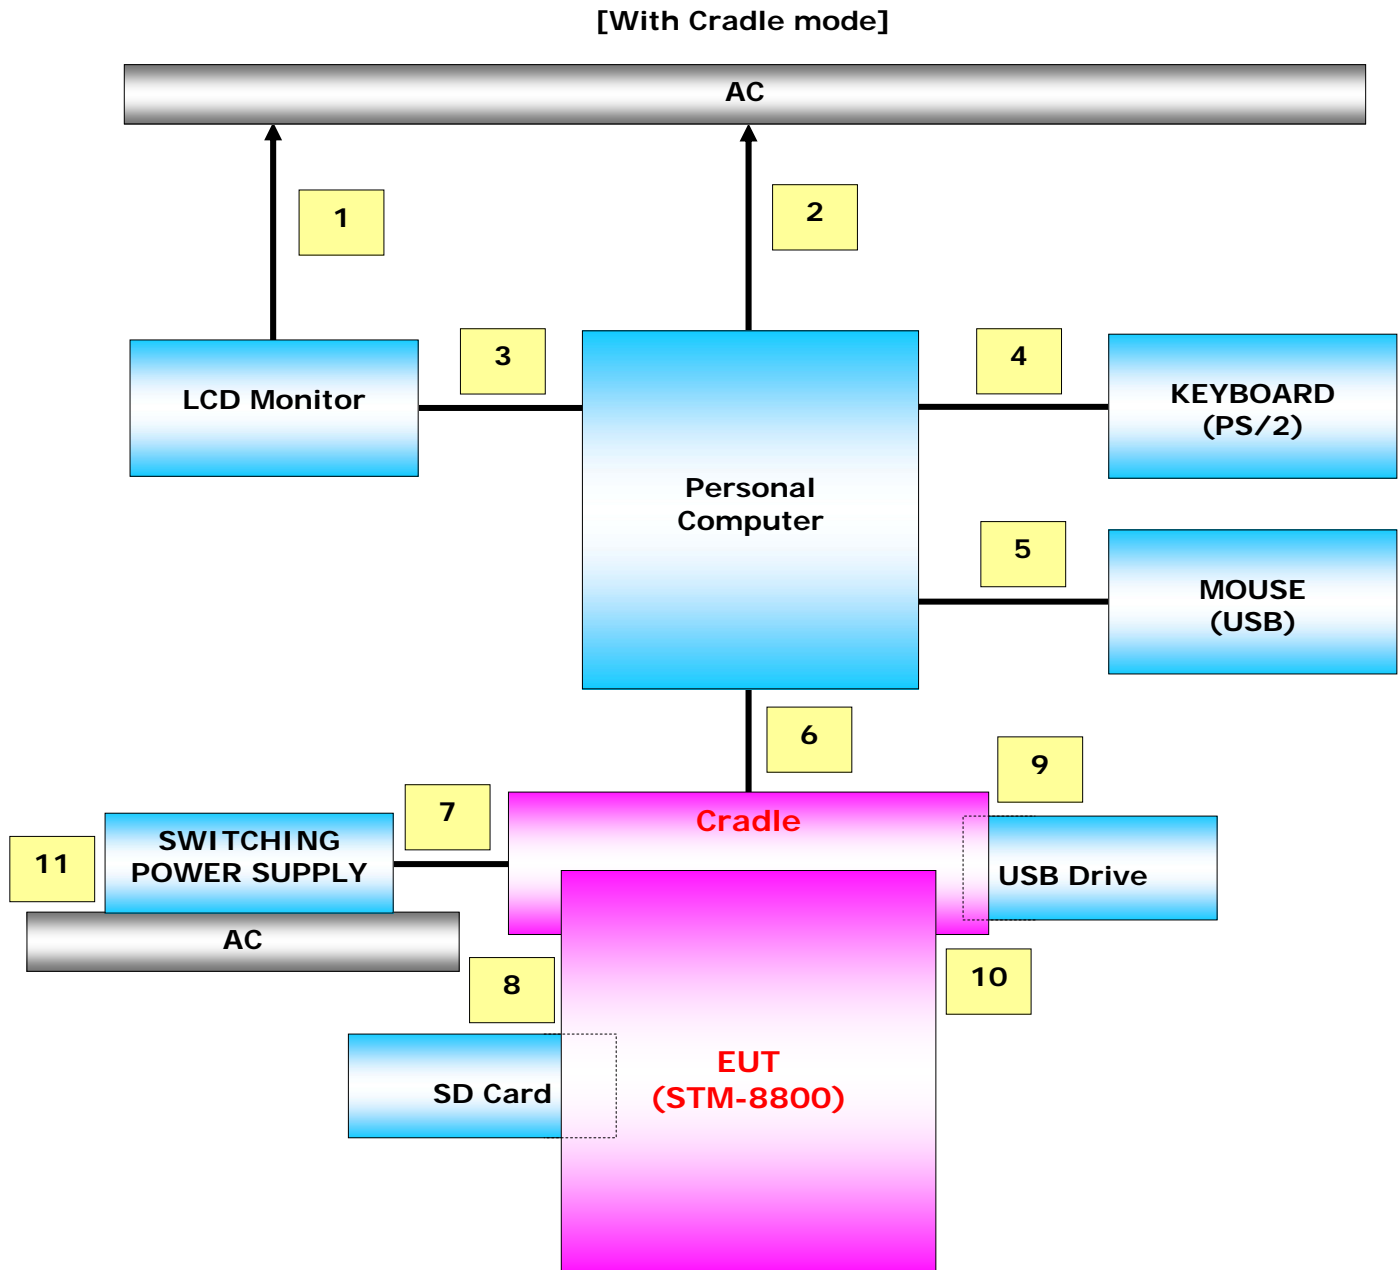 [With Cradle mode]
AC
1
2
3
4
LCD Monitor
KEYBOARD
(PS/2)
Personal
Computer
5
MOUSE
(USB)
6
9
7
Cradle
11
SWITCHING
POWER SUPPLY
USB Drive
AC
8
10
SD Card
EUT
(STM-8800)